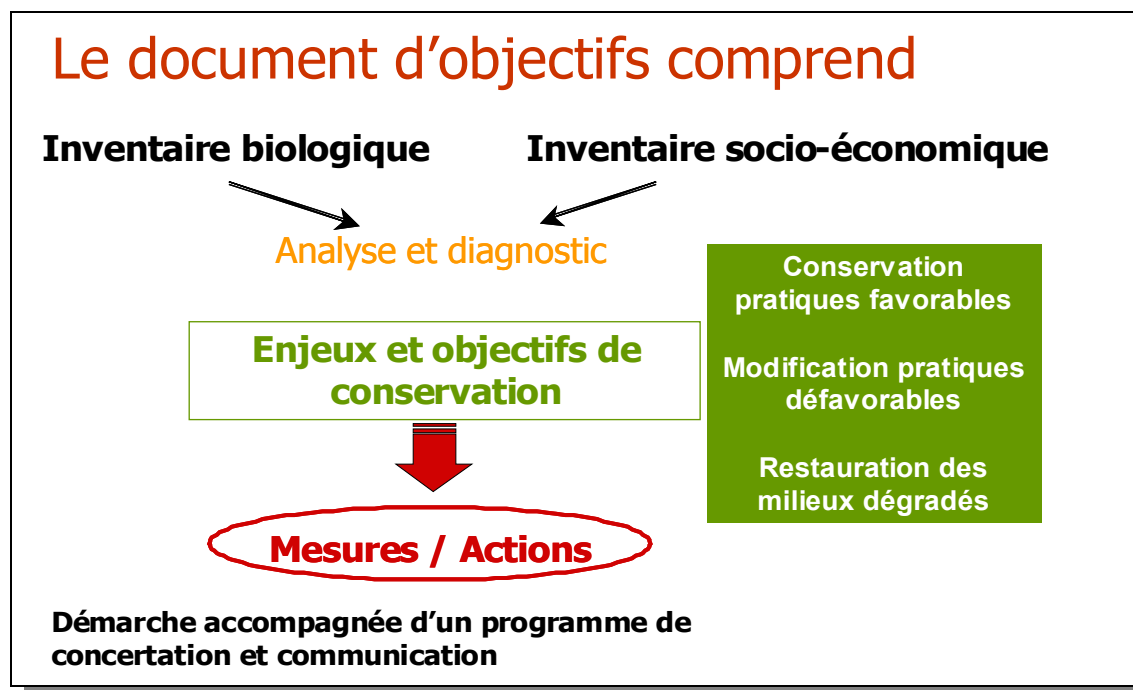 Le document d’objectifs comprend
Inventaire biologique
Inventaire socio-économique
Analyse et diagnostic
Enjeux et objectifs de
conservation
Conservation
pratiques favorables
Modification pratiques
défavorables
Restauration des
milieux dégradés
Mesures / Actions
Démarche accompagnée d’un programme de
concertation et communication